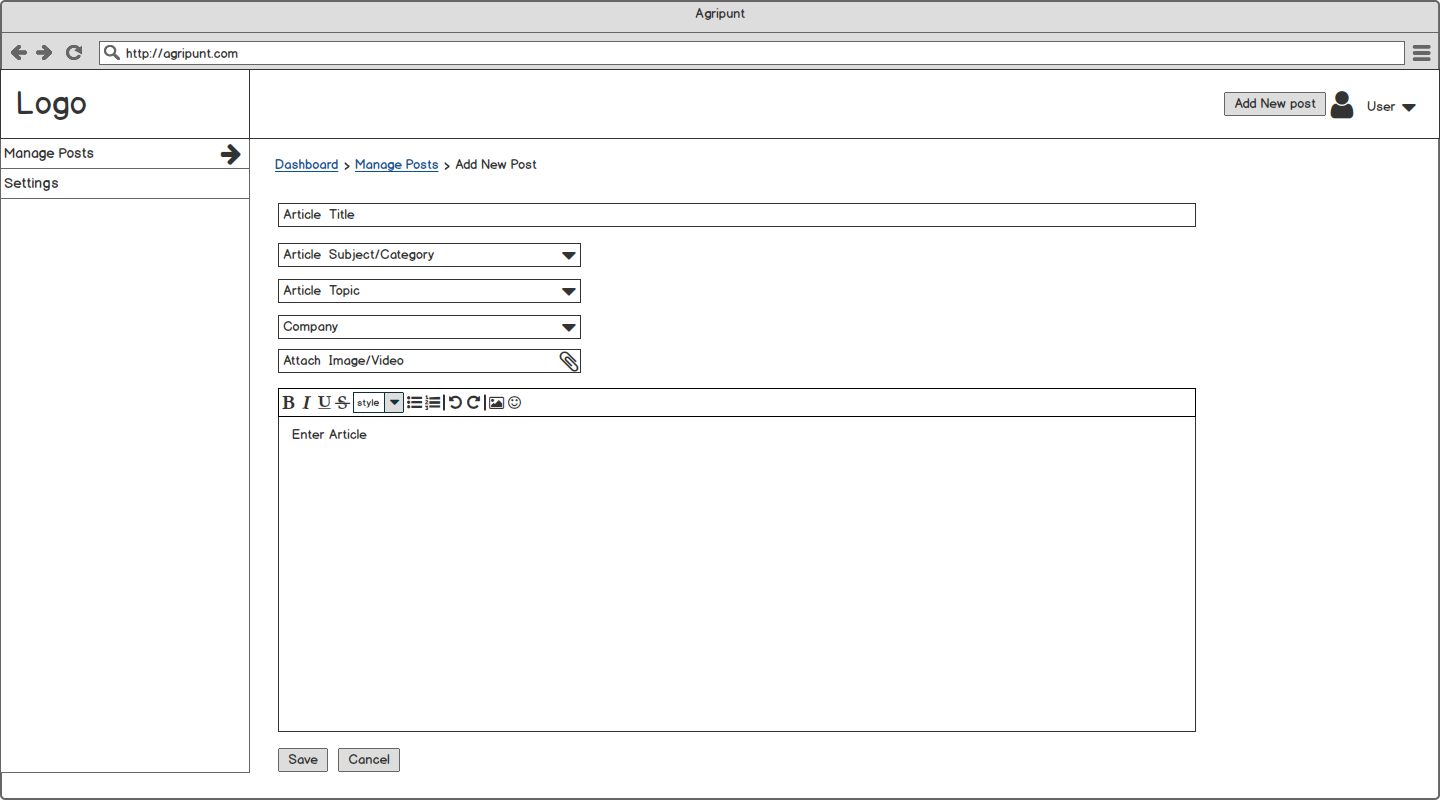 Agripunt
http://agripunt.com
Logo
Add New post
User
Manage Posts
Settings
Dashboard > Manage Posts > Add New Post
Article Title
Article Subject/Category
Article Topic
Company
Attach Image/Video
B I U S style
Enter Article
Save Cancel